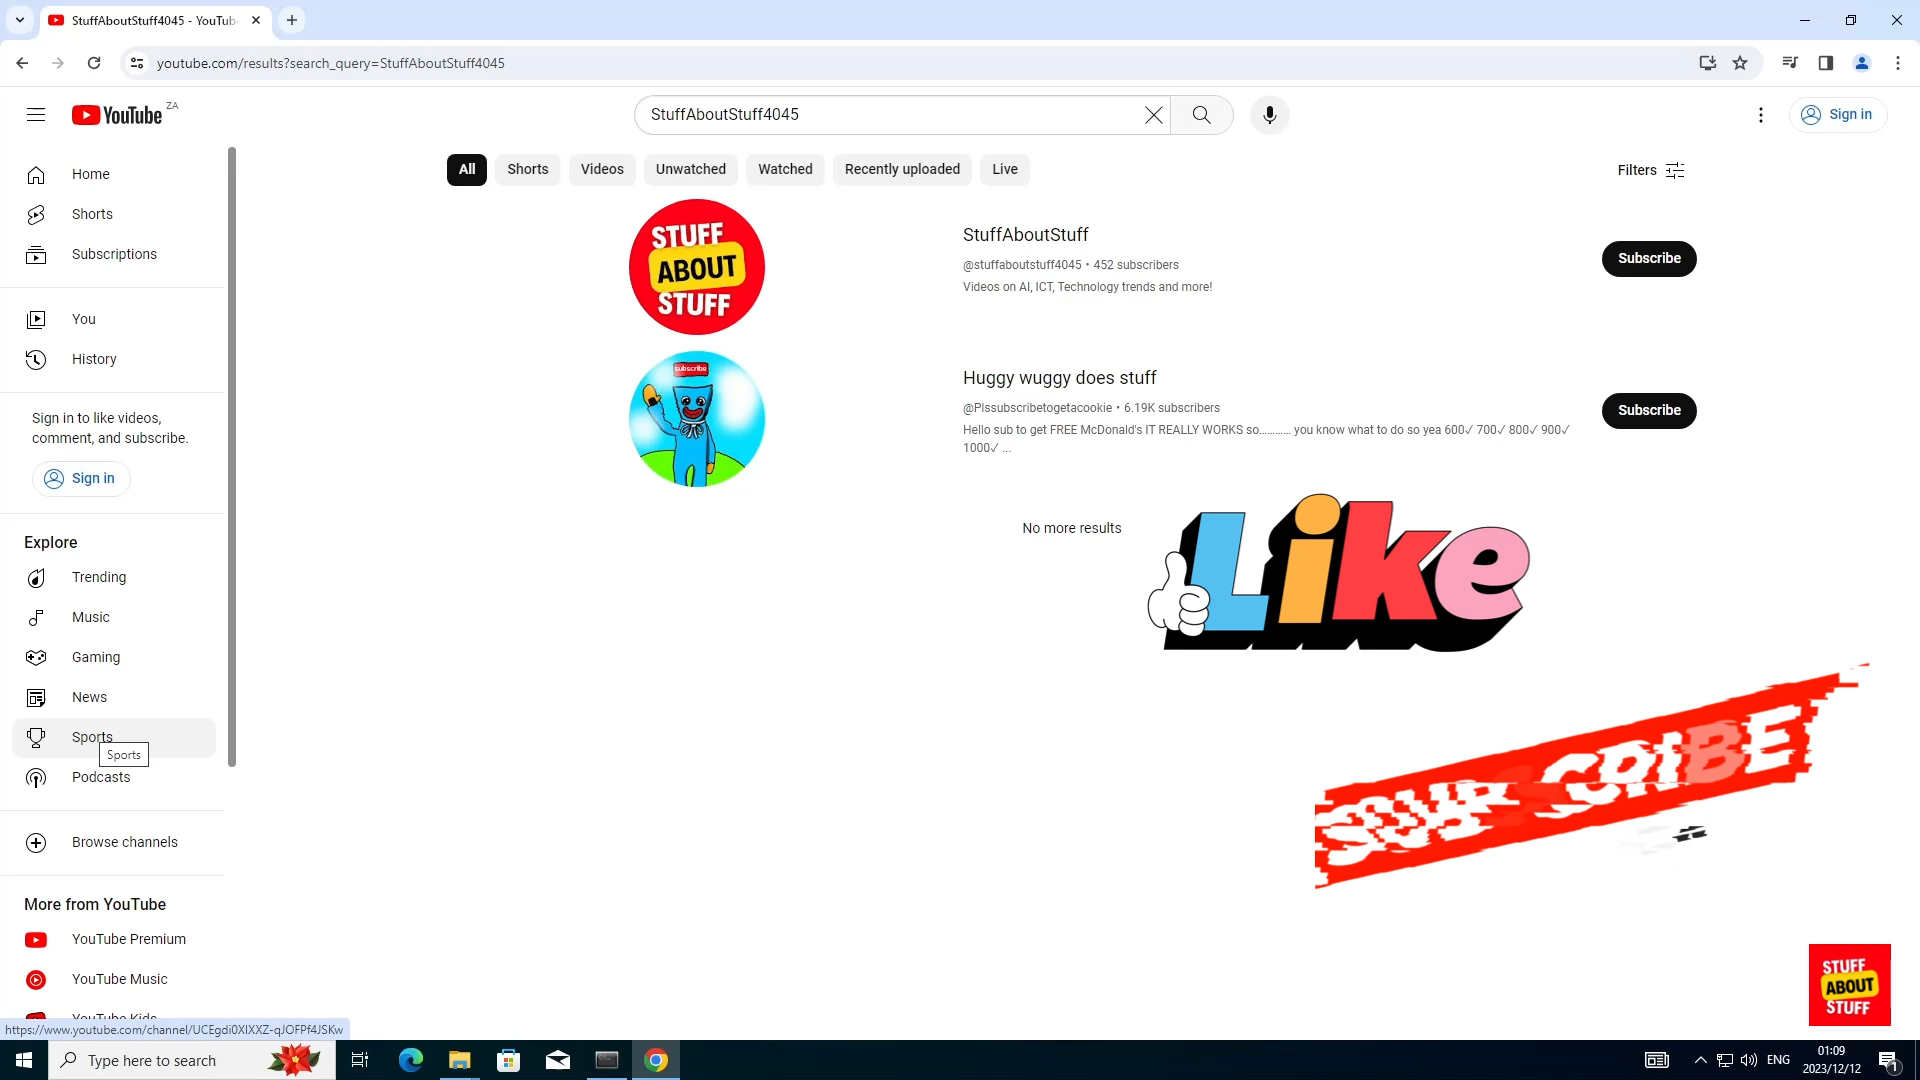 StuffAboutStuff4045 - YouTub
youtube.com/results?search_query=StuffAboutStuff4045
YouTube ZA
StuffAboutStuff4045
Sign in
All
Shorts
Videos
Unwatched
Watched
Recently uploaded
Live
Filters
Home
Shorts
Subscriptions
You
History
Sign in to like videos,
comment, and subscribe.
Sign in
Explore
Trending
Music
Gaming
News
Sports
Sports
Podcasts
Browse channels
More from YouTube
YouTube Premium
YouTube Music
YouTube Kids
https://www.youtube.com/channel/UCEgdi0XIXXZ-qJOFPf4JSKw
STUFF
ABOUT
STUFF
StuffAboutStuff
@stuffaboutstuff4045 • 452 subscribers
Videos on AI, ICT, Technology trends and more!
Subscribe
subscribe
Huggy wuggy does stuff
@Plssubscribetogetacookie • 6.19K subscribers
Hello sub to get FREE McDonald's IT REALLY WORKS so............ you know what to do so yea 600✓ 700✓ 800✓ 900✓
1000✓ ...
Subscribe
No more results
Like
SUBSCRIBE
STUFF
ABOUT
STUFF
Type here to search
ENG
01:09
2023/12/12
1